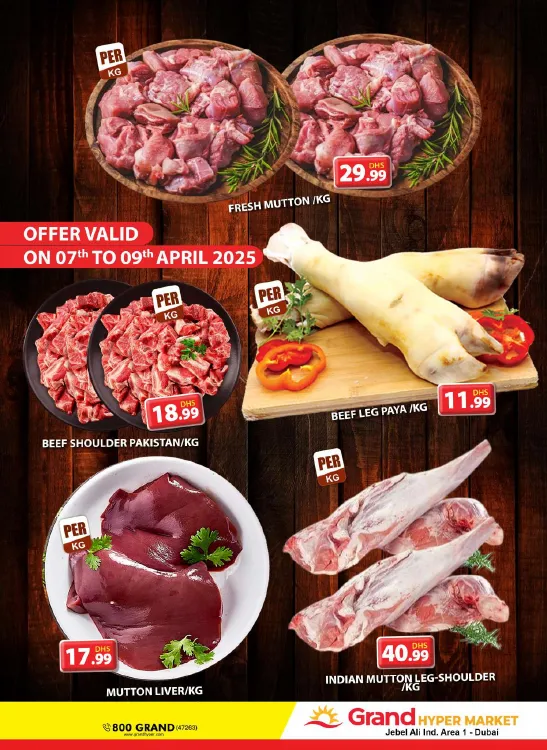 PER
KG
DHS
29.99
FRESH MUTTON /KG
OFFER VALID
ON 07th TO 09th APRIL 2025
PER
KG
DHS
18.99
BEEF SHOULDER PAKISTAN/KG
PER
KG
DHS
11.99
BEEF LEG PAYA /KG
PER
KG
DHS
17.99
MUTTON LIVER/KG
PER
KG
DHS
40.99
INDIAN MUTTON LEG-SHOULDER
/KG
800 GRAND (47263)
www.grandhyper.com
Grand HYPER MARKET
Jebel Ali Ind. Area 1 - Dubai